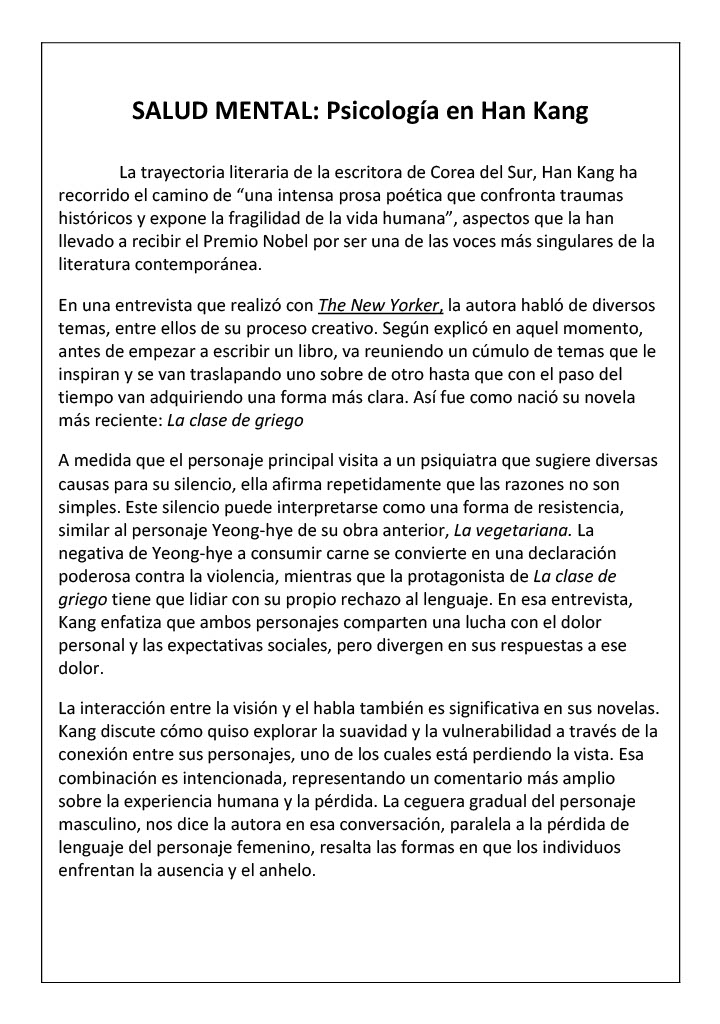 SALUD MENTAL: Psicología en Han Kang
La trayectoria literaria de la escritora de Corea del Sur, Han Kang ha
recorrido el camino de “una intensa prosa poética que confronta traumas
históricos y expone la fragilidad de la vida humana”, aspectos que la han
llevado a recibir el Premio Nobel por ser una de las voces más singulares de la
literatura contemporánea.
En una entrevista que realizó con The New Yorker, la autora habló de diversos
temas, entre ellos de su proceso creativo. Según explicó en aquel momento,
antes de empezar a escribir un libro, va reuniendo un cúmulo de temas que le
inspiran y se van traslapando uno sobre de otro hasta que con el paso del
tiempo van adquiriendo una forma más clara. Así fue como nació su novela
más reciente: La clase de griego
A medida que el personaje principal visita a un psiquiatra que sugiere diversas
causas para su silencio, ella afirma repetidamente que las razones no son
simples. Este silencio puede interpretarse como una forma de resistencia,
similar al personaje Yeong-hye de su obra anterior, La vegetariana. La
negativa de Yeong-hye a consumir carne se convierte en una declaración
poderosa contra la violencia, mientras que la protagonista de La clase de
griego tiene que lidiar con su propio rechazo al lenguaje. En esa entrevista,
Kang enfatiza que ambos personajes comparten una lucha con el dolor
personal y las expectativas sociales, pero divergen en sus respuestas a ese
dolor.
La interacción entre la visión y el habla también es significativa en sus novelas.
Kang discute cómo quiso explorar la suavidad y la vulnerabilidad a través de la
conexión entre sus personajes, uno de los cuales está perdiendo la vista. Esa
combinación es intencionada, representando un comentario más amplio
sobre la experiencia humana y la pérdida. La ceguera gradual del personaje
masculino, nos dice la autora en esa conversación, paralela a la pérdida de
lenguaje del personaje femenino, resalta las formas en que los individuos
enfrentan la ausencia y el anhelo.